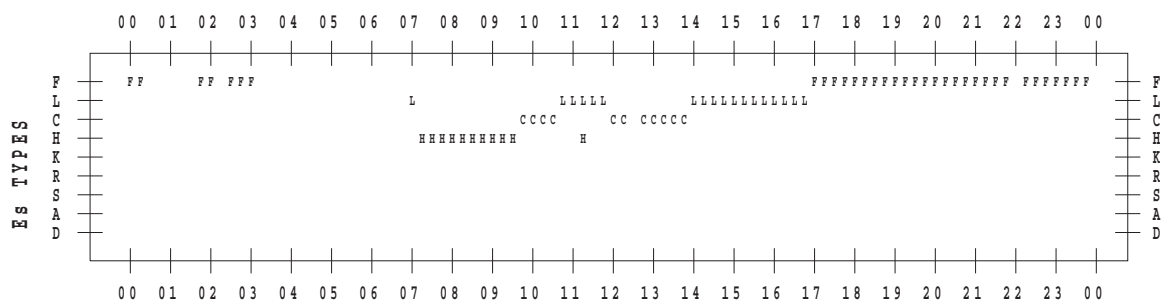 00 01 02 03 04 05 06 07 08 09 10 11 12 13 14 15 16 17 18 19 20 21 22 23 00
F FF FF FFF FFFFFFFFFFFFFFFFFFFF FFFFFFF F
L L LLLLL LLLLLLLLLLLL L
C CCCC CC CCCCC C
H HHHHHHHHHH H H
K K
R R
S S
A A
D D
Es TYPES
00 01 02 03 04 05 06 07 08 09 10 11 12 13 14 15 16 17 18 19 20 21 22 23 00